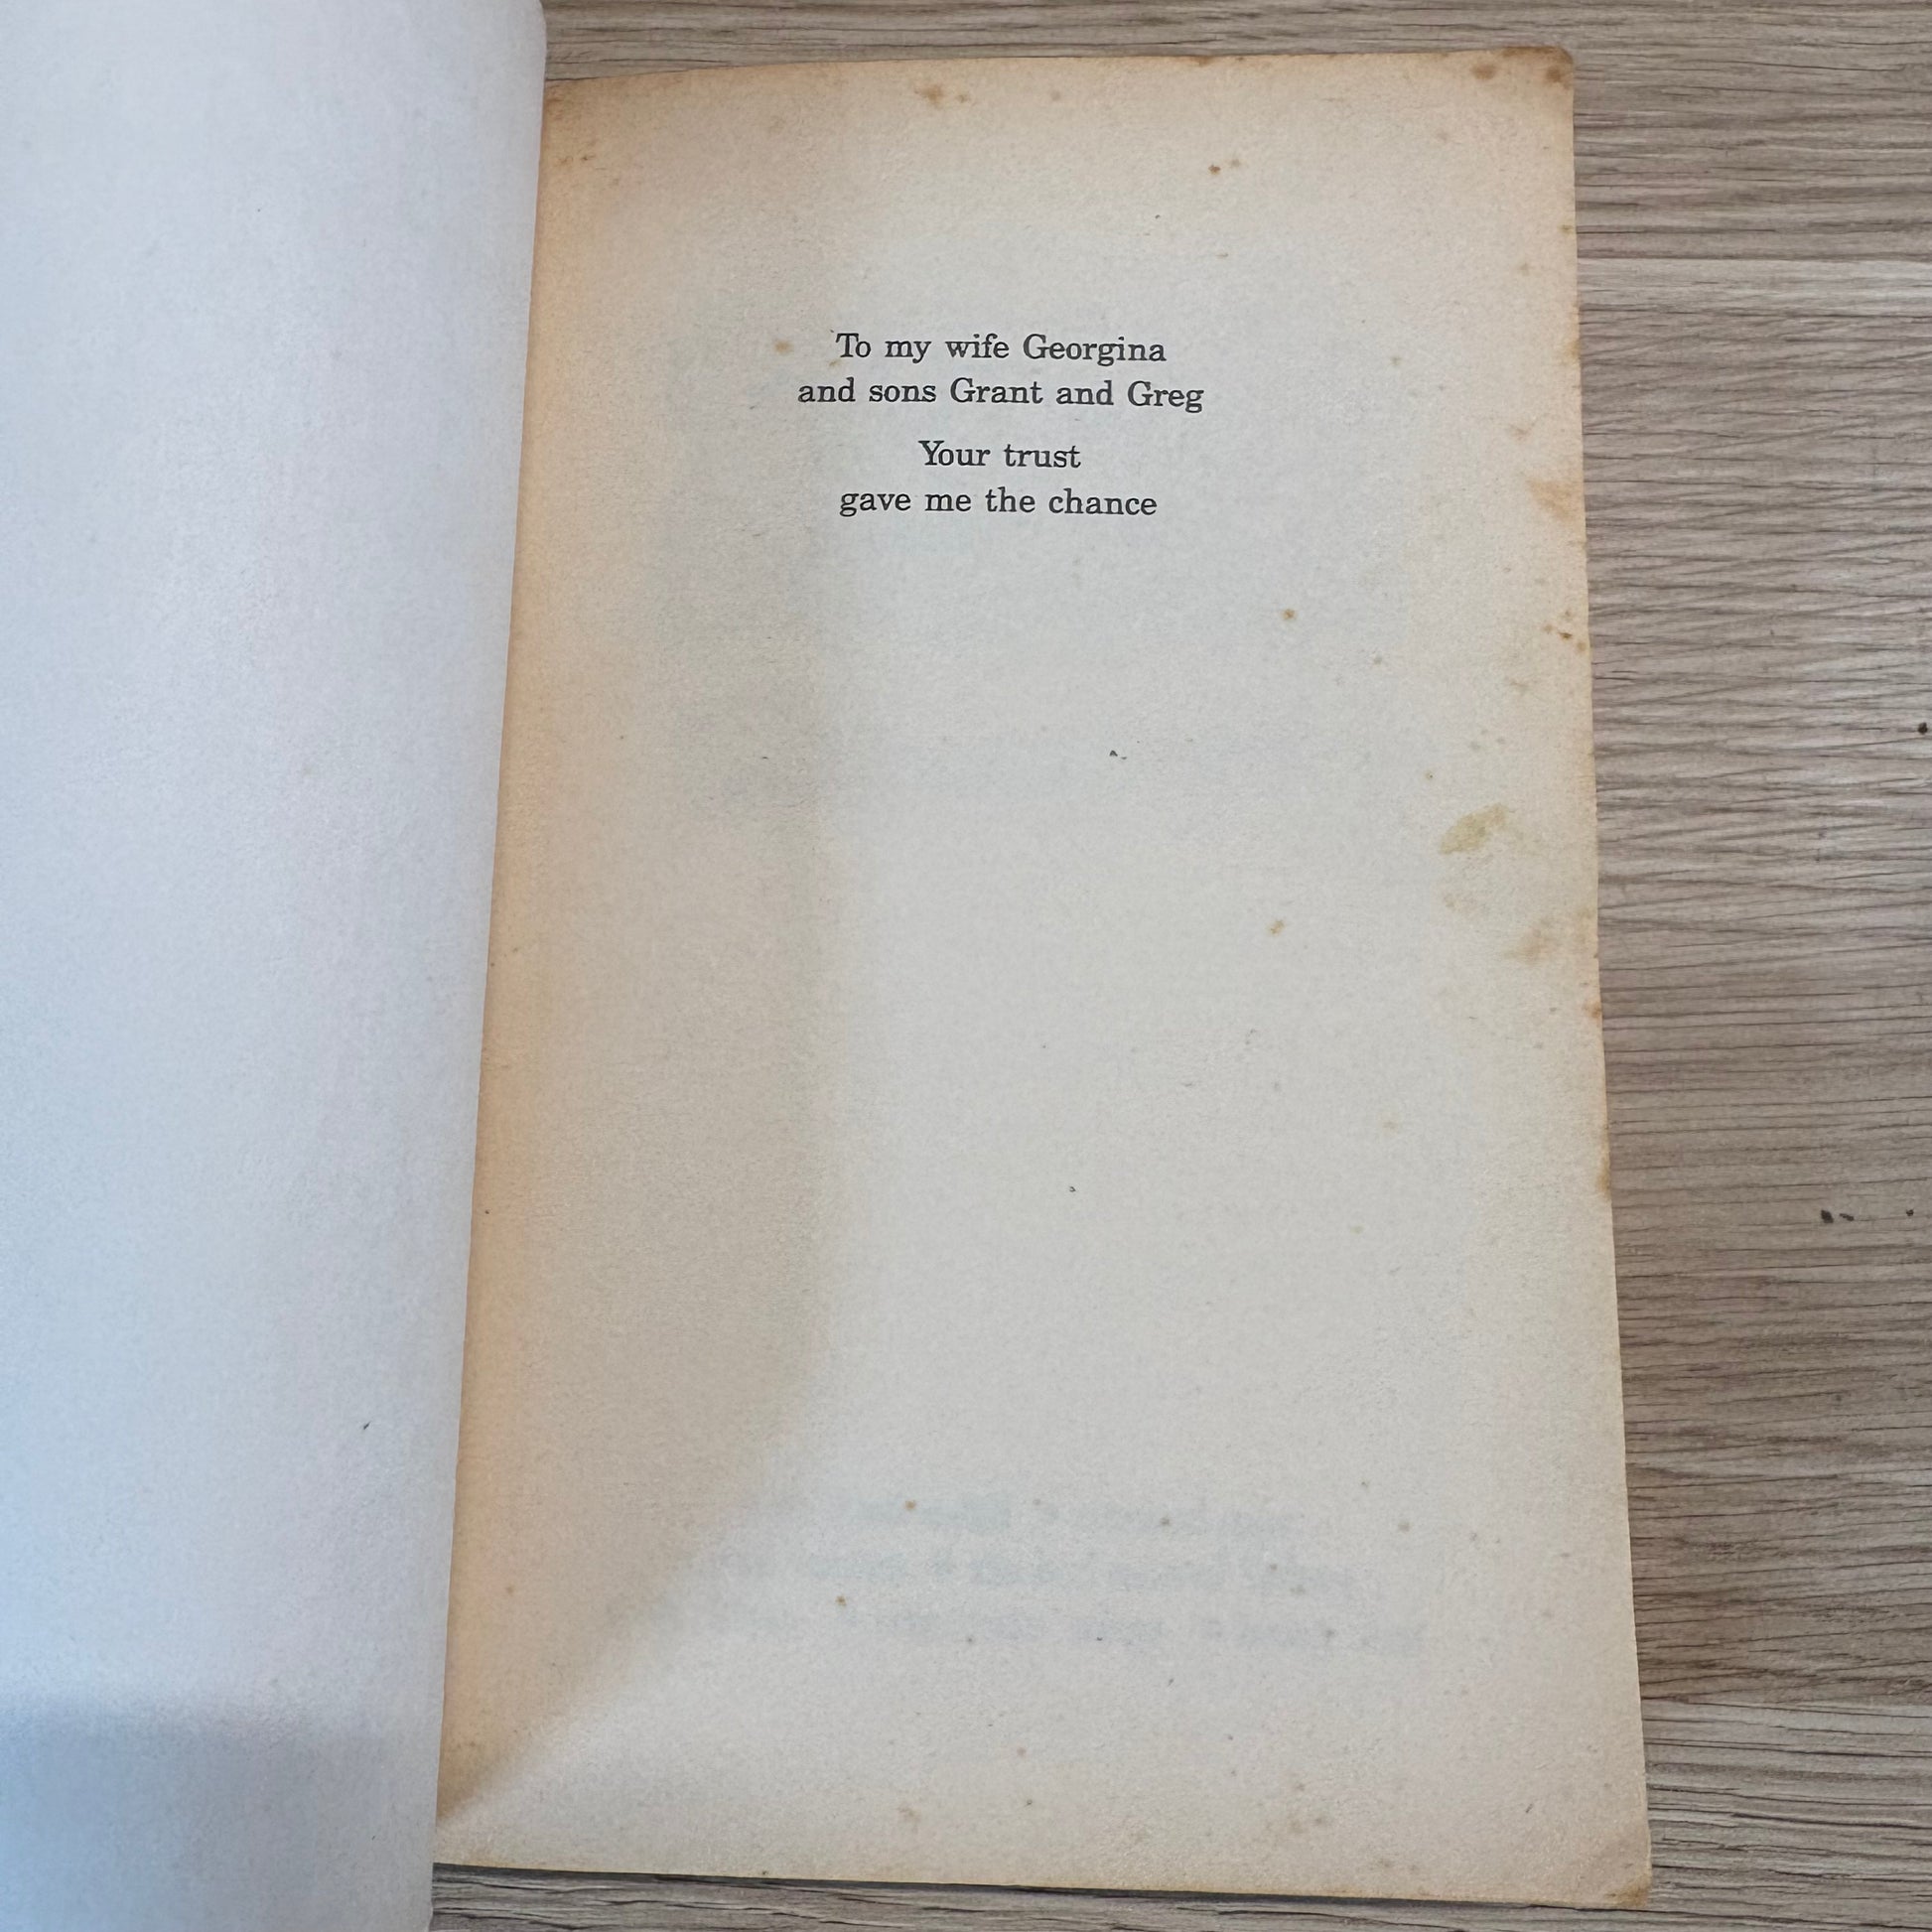 To my wife Georgina
and sons Grant and Greg
Your trust
gave me the chance